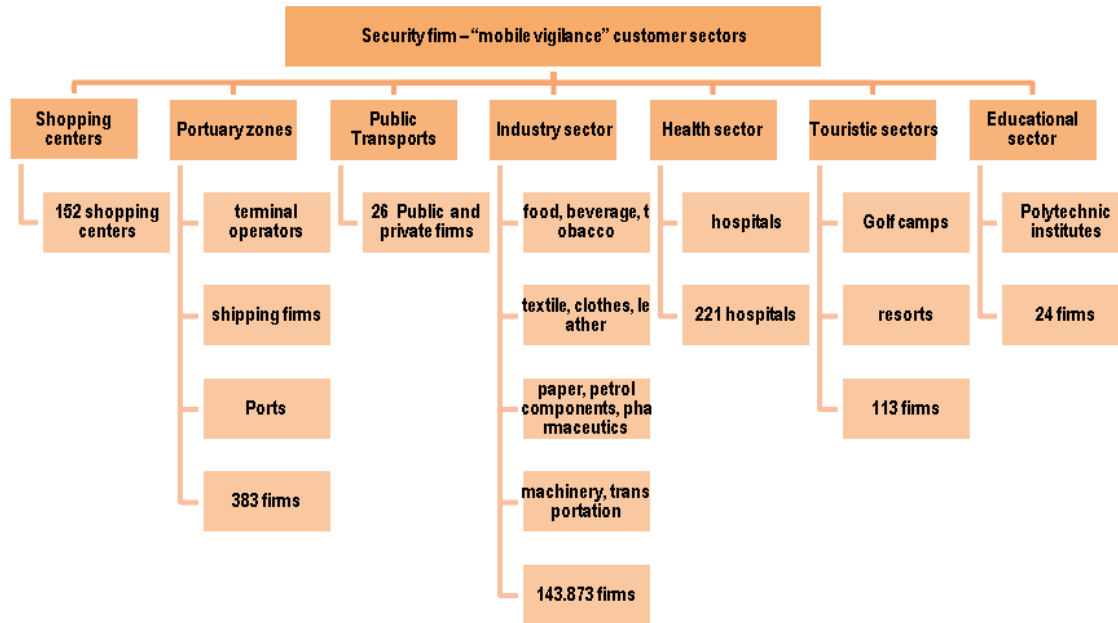 Security firm – “mobile vigilance” customer sectors
Shopping
centers
152 shopping
centers
Portuary zones
terminal
operators
shipping firms
Ports
383 firms
Public
Transports
26 Public and
private firms
Industry sector
food, beverage, t
obacco
textile, clothes, le
ather
paper, petrol
components, pha
rmaceutics
machinery, trans
portation
143.873 firms
Health sector
hospitals
221 hospitals
Touristic sectors
Golf camps
resorts
113 firms
Educational
sector
Polytechnic
institutes
24 firms